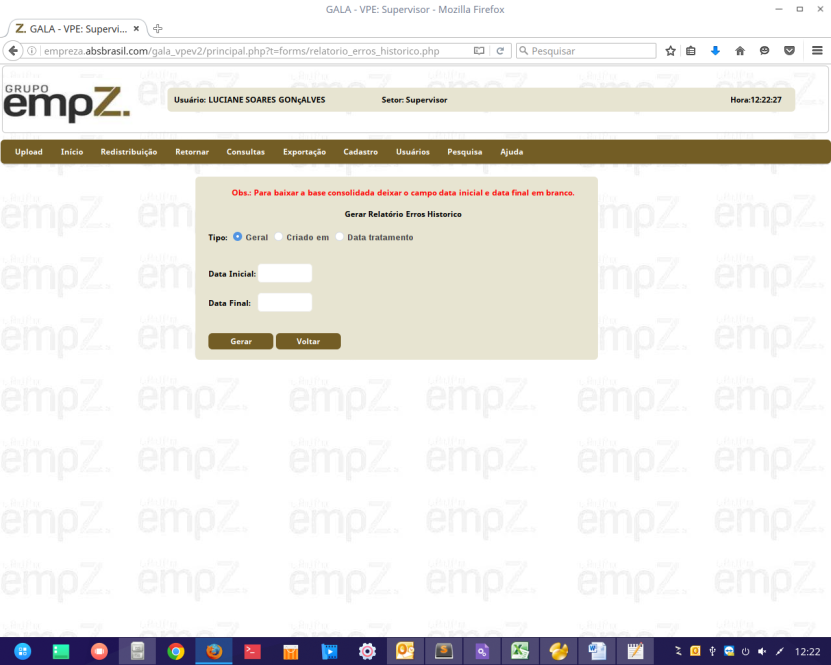 GALA - VPE: Supervisor - Mozilla Firefox
Z. GALA - VPE: Supervi... ×
empreza.absbrasil.com/gala_vpev2/principal.php?t=forms/relatorio_erros_historico.php Pesquisar
GRUPO
empZ.
Usuário: LUCIANE SOARES GONçALVES Setor: Supervisor Hora:12:22:27
Upload Início Redistribuição Retornar Consultas Exportação Cadastro Usuários Pesquisa Ajuda
Obs.: Para baixar a base consolidada deixar o campo data inicial e data final em branco.
Gerar Relatório Erros Historico
Tipo: Geral Criado em Data tratamento
Data Inicial:
Data Final:
Gerar Voltar
12:22